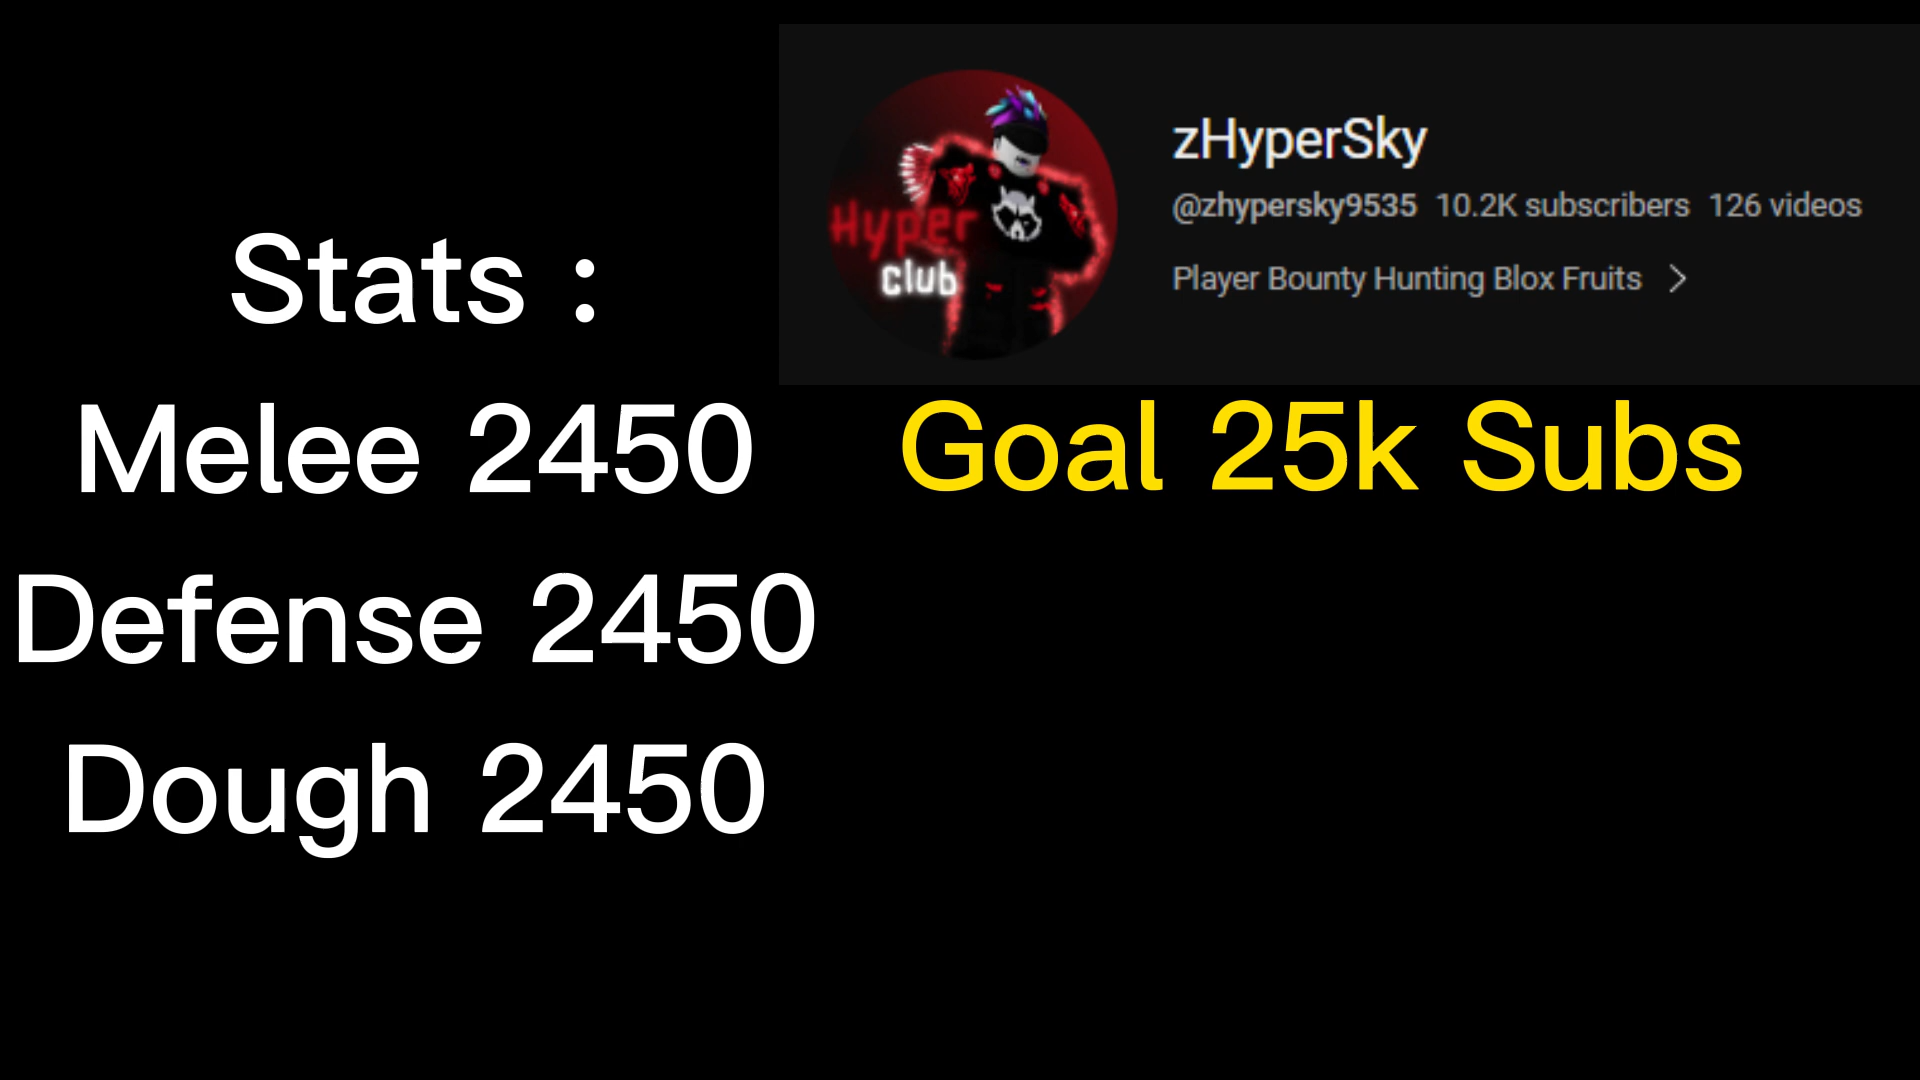 zHyperSky
@zhypersky9535 10.2K subscribers 126 videos
Player Bounty Hunting Blox Fruits
Hyper
club
Stats :
Melee 2450
Defense 2450
Dough 2450
Goal 25k Subs